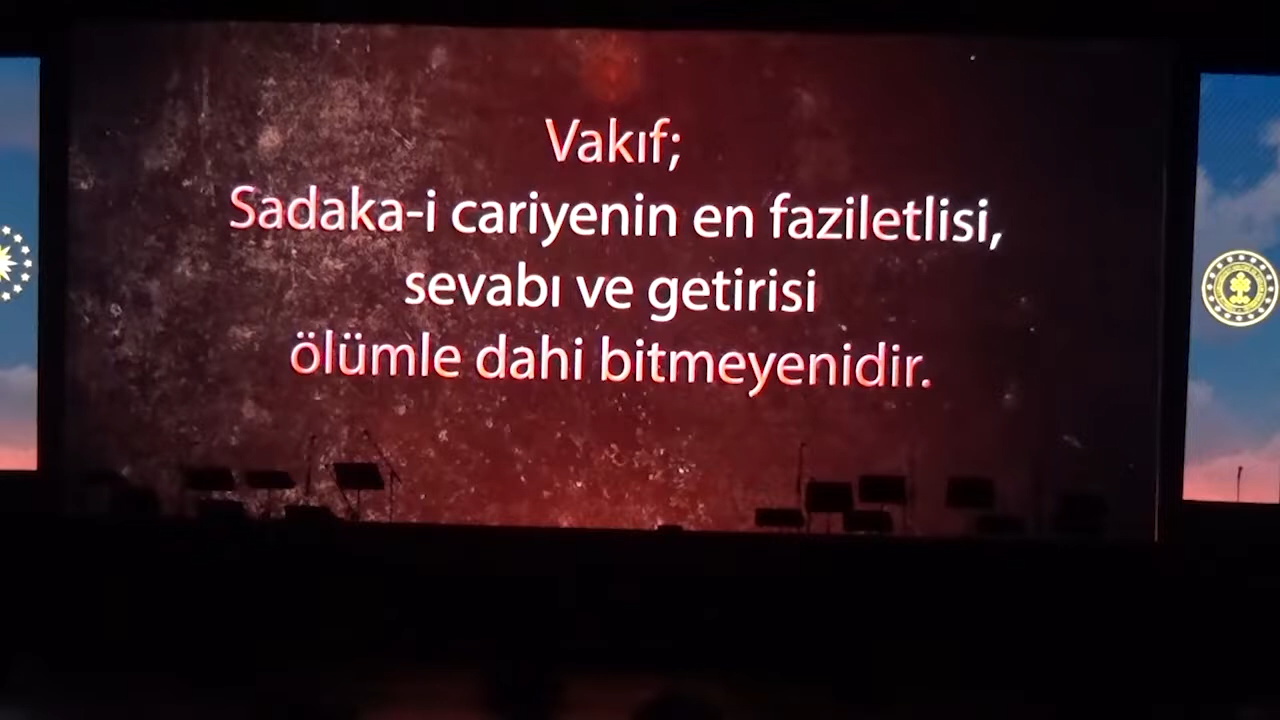 Vakıf;
Sadaka-i cariyenin en faziletlisi,
sevabı ve getirisi
ölümle dahi bitmeyenidir.